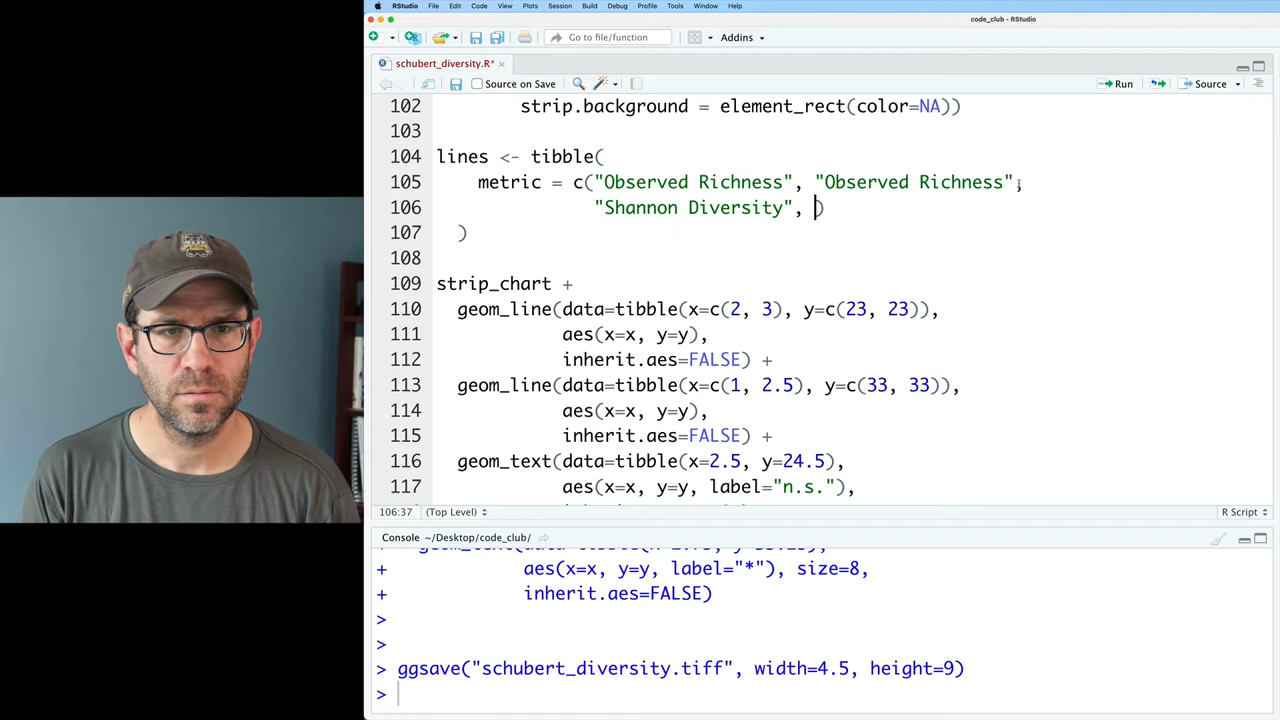 RStudio File Edit Code View Plots Session Build Debug Profile Tools Window Help
code_club - RStudio
Go to file/function Addins
schubert_diversity.R*
Source on Save Run Source
102 strip.background = element_rect(color=NA))
103
104 lines <- tibble(
105 metric = c("Observed Richness", "Observed Richness",
106 "Shannon Diversity", )
107 )
108
109 strip_chart +
110 geom_line(data=tibble(x=c(2, 3), y=c(23, 23)),
111 aes(x=x, y=y),
112 inherit.aes=FALSE) +
113 geom_line(data=tibble(x=c(1, 2.5), y=c(33, 33)),
114 aes(x=x, y=y),
115 inherit.aes=FALSE) +
116 geom_text(data=tibble(x=2.5, y=24.5),
117 aes(x=x, y=y, label="n.s."),
106:37 (Top Level) R Script
Console ~/Desktop/code_club/
+ aes(x=x, y=y, label="*"), size=8,
+ inherit.aes=FALSE)
>
>
> ggsave("schubert_diversity.tiff", width=4.5, height=9)
>